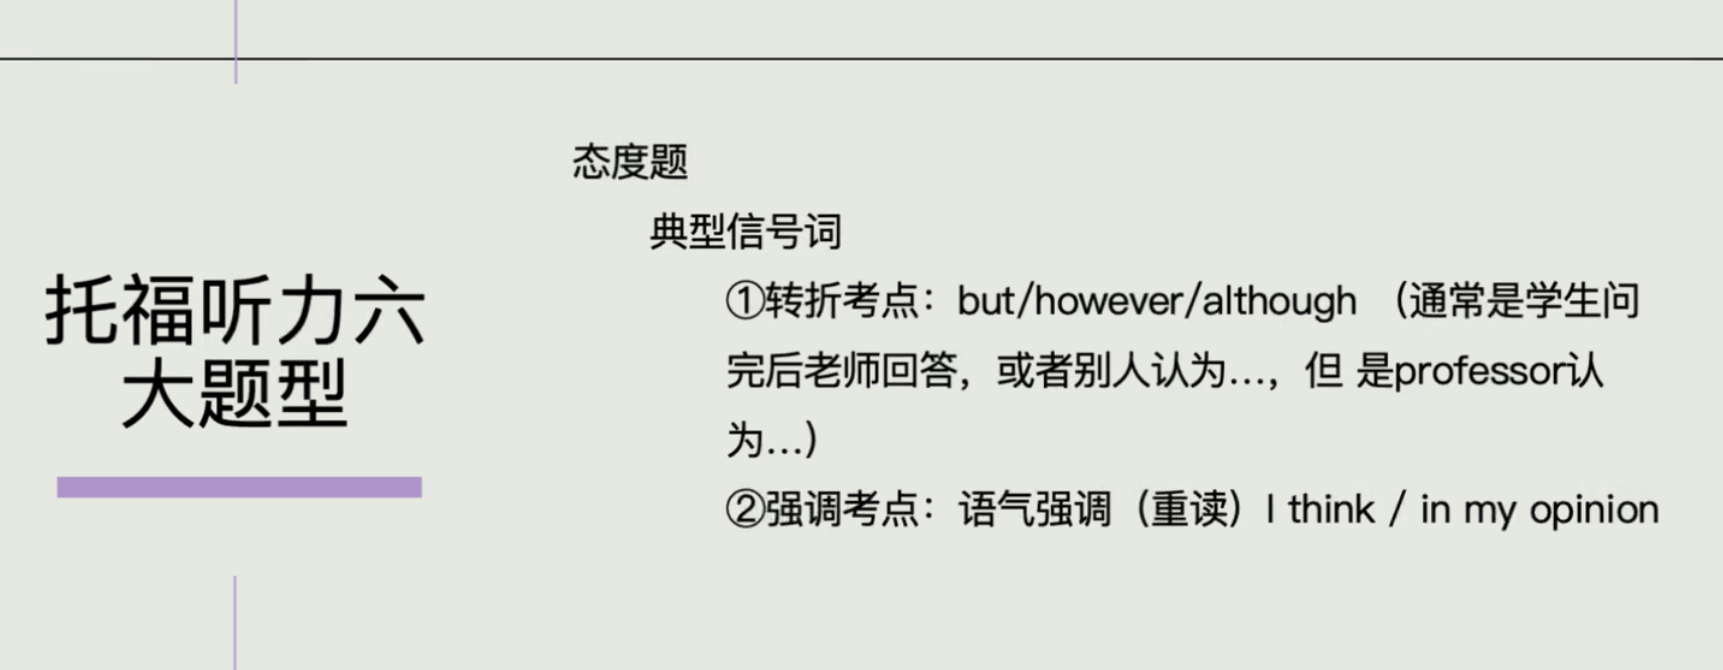 托福听力六
大题型
态度题
典型信号词
①转折考点：but/however/although （通常是学生问
完后老师回答，或者别人认为...，但 是professor认
为...）
②强调考点：语气强调（重读）I think / in my opinion